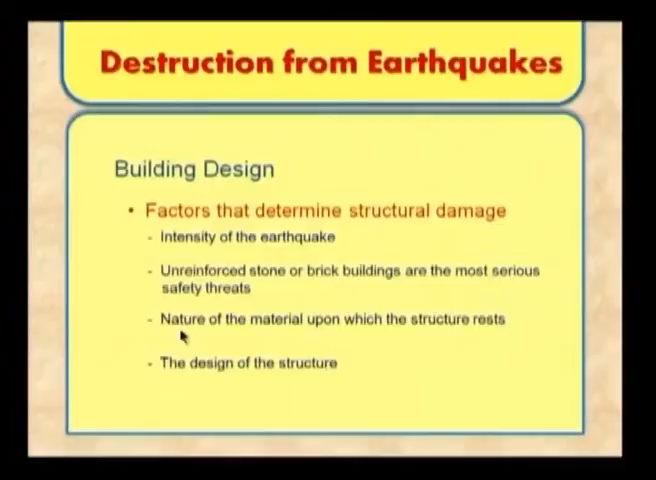 Destruction from Earthquakes
Building Design
• Factors that determine structural damage
- Intensity of the earthquake
- Unreinforced stone or brick buildings are the most serious
safety threats
- Nature of the material upon which the structure rests
- The design of the structure